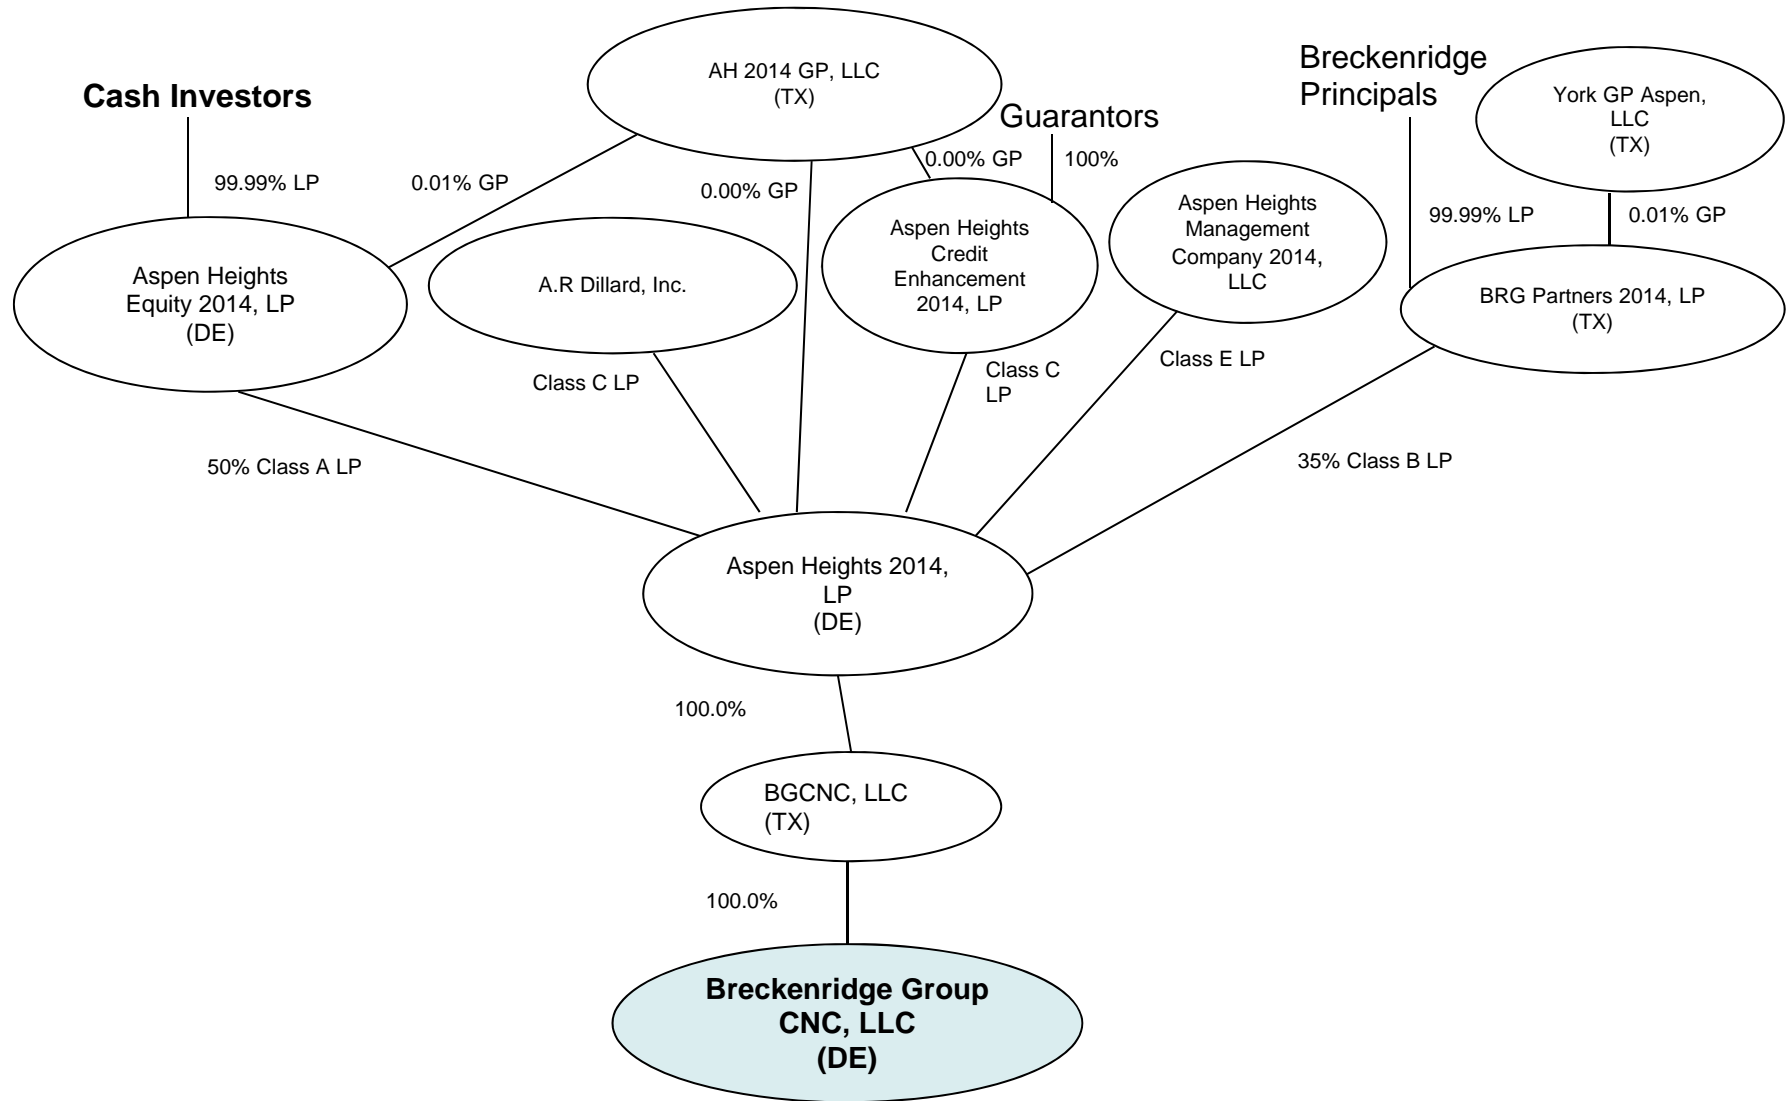 AH 2014 GP, LLC
(TX)
Cash Investors
Guarantors
Breckenridge
Principals
York GP Aspen,
LLC
(TX)
99.99% LP
0.01% GP
0.00% GP
0.00% GP
100%
99.99% LP
0.01% GP
Aspen Heights
Equity 2014, LP
(DE)
A.R Dillard, Inc.
Aspen Heights
Credit
Enhancement
2014, LP
Aspen Heights
Management
Company 2014,
LLC
BRG Partners 2014, LP
(TX)
50% Class A LP
Class C LP
Class C
LP
Class E LP
35% Class B LP
Aspen Heights 2014,
LP
(DE)
100.0%
BGCNC, LLC
(TX)
100.0%
Breckenridge Group
CNC, LLC
(DE)